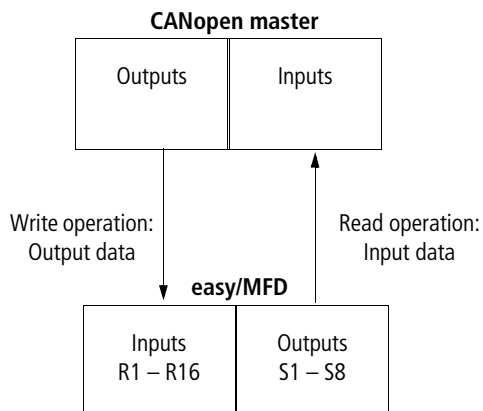 CANopen master
Outputs
Inputs
Write operation:
Output data
Read operation:
Input data
easy/MFD
Inputs
R1 – R16
Outputs
S1 – S8